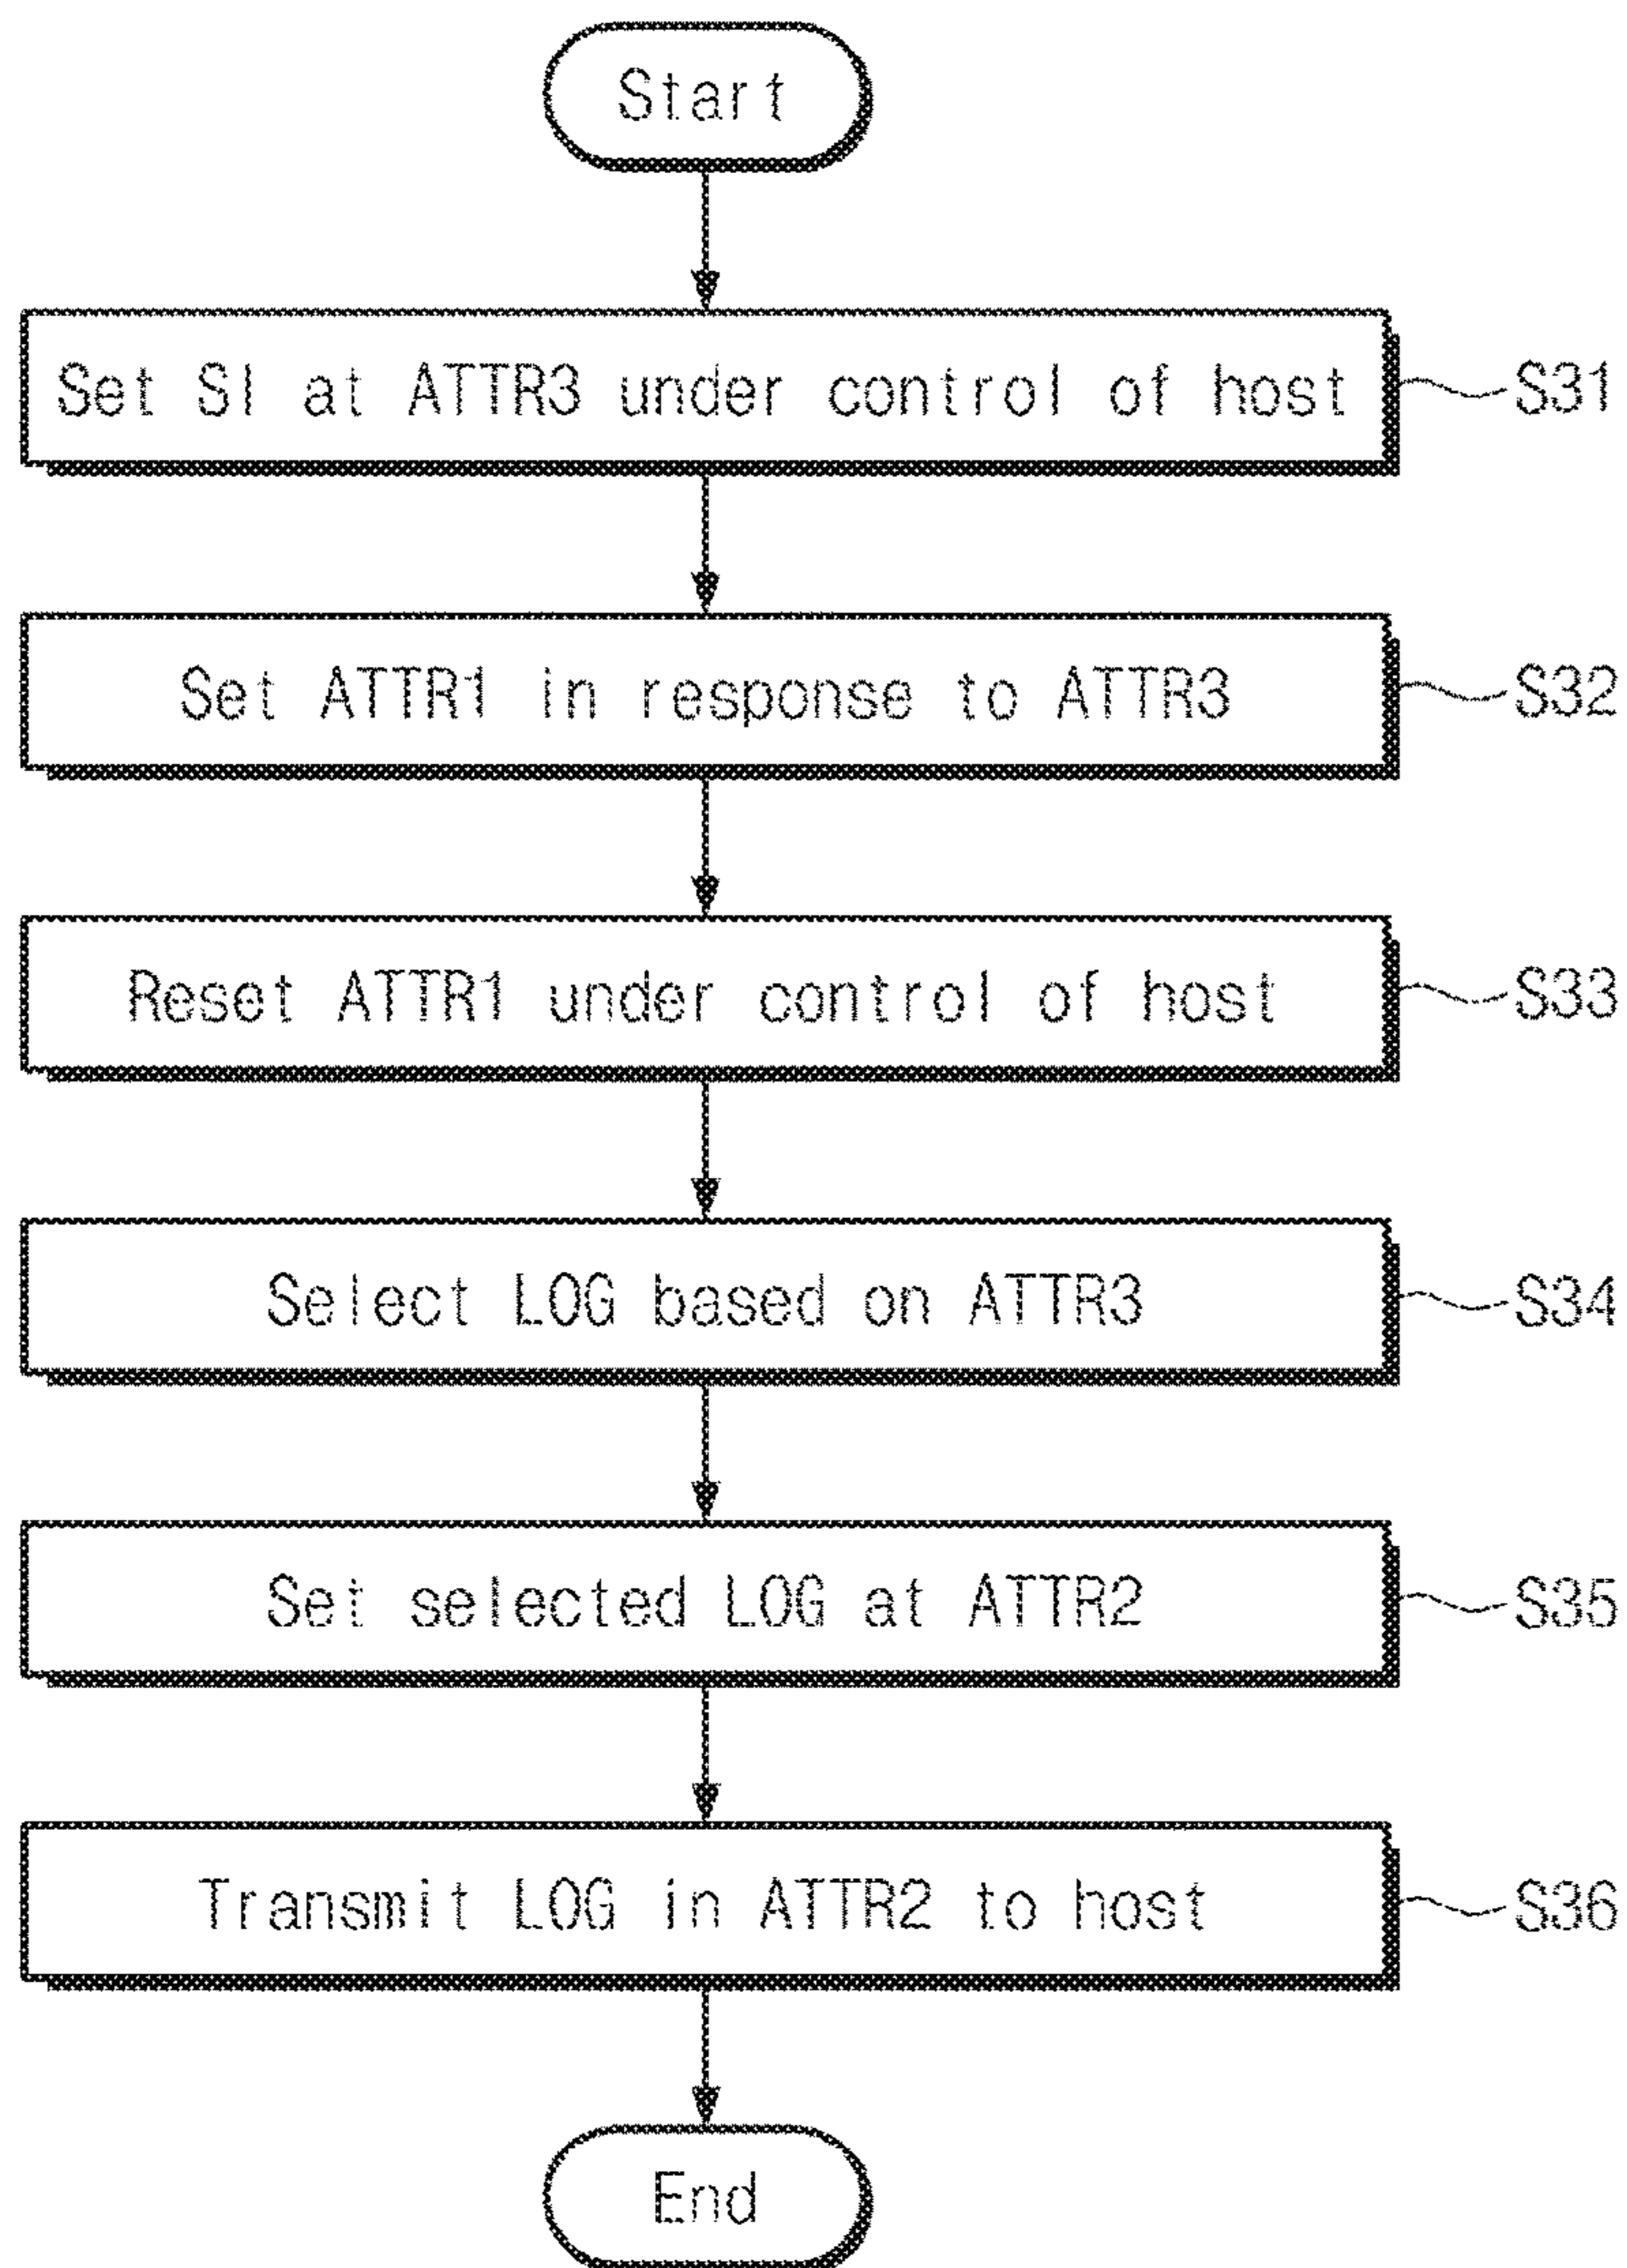 Start
Set SI at ATTR3 under control of host
S31
Set ATTR1 in response to ATTR3
S32
Reset ATTR1 under control of host
S33
Select LOG based on ATTR3
S34
Set selected LOG at ATTR2
S35
Transmit LOG in ATTR2 to host
S36
End